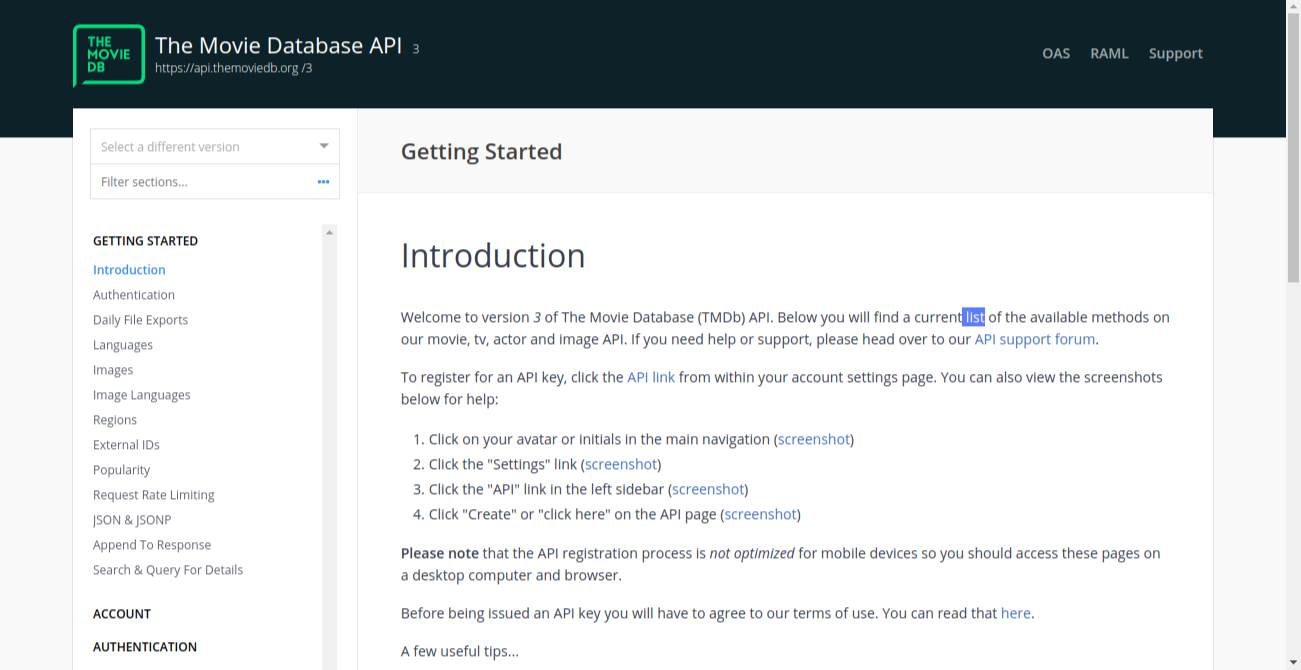 THE
MOVIE
DB
The Movie Database API 3
https://api.themoviedb.org /3
OAS RAML Support
Select a different version
Filter sections...
GETTING STARTED
Introduction
Authentication
Daily File Exports
Languages
Images
Image Languages
Regions
External IDs
Popularity
Request Rate Limiting
JSON & JSONP
Append To Response
Search & Query For Details
ACCOUNT
AUTHENTICATION
Getting Started
Introduction
Welcome to version 3 of The Movie Database (TMDb) API. Below you will find a current list of the available methods on
our movie, tv, actor and image API. If you need help or support, please head over to our API support forum.
To register for an API key, click the API link from within your account settings page. You can also view the screenshots
below for help:
1. Click on your avatar or initials in the main navigation (screenshot)
2. Click the "Settings" link (screenshot)
3. Click the "API" link in the left sidebar (screenshot)
4. Click "Create" or "click here" on the API page (screenshot)
Please note that the API registration process is not optimized for mobile devices so you should access these pages on
a desktop computer and browser.
Before being issued an API key you will have to agree to our terms of use. You can read that here.
A few useful tips...